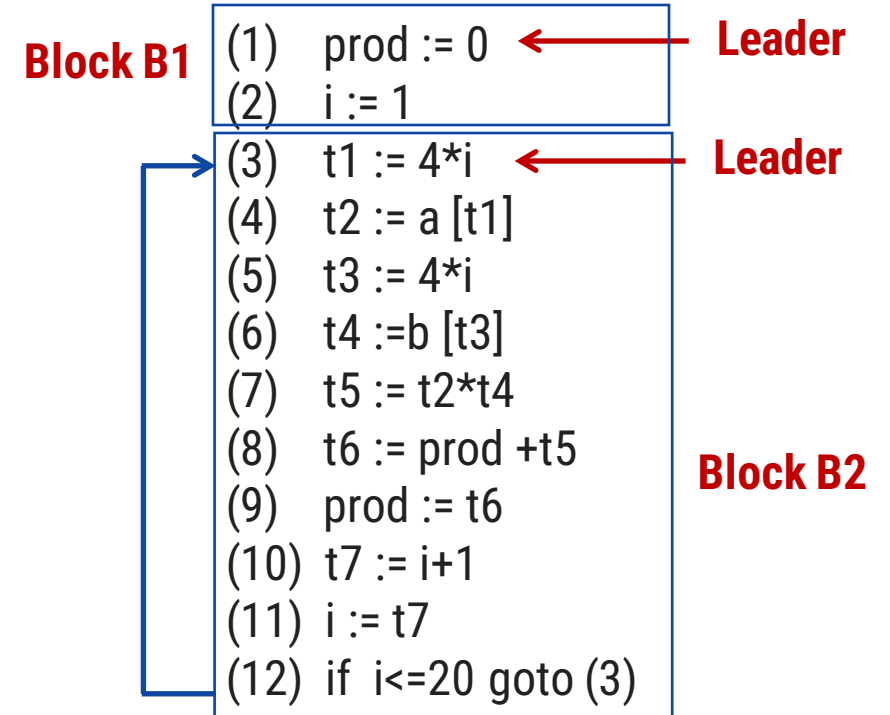 Block B1
(1) prod := 0
Leader
(2) i := 1
(3) t1 := 4*i
Leader
(4) t2 := a [t1]
(5) t3 := 4*i
(6) t4 :=b [t3]
(7) t5 := t2*t4
(8) t6 := prod +t5
Block B2
(9) prod := t6
(10) t7 := i+1
(11) i := t7
(12) if i<=20 goto (3)